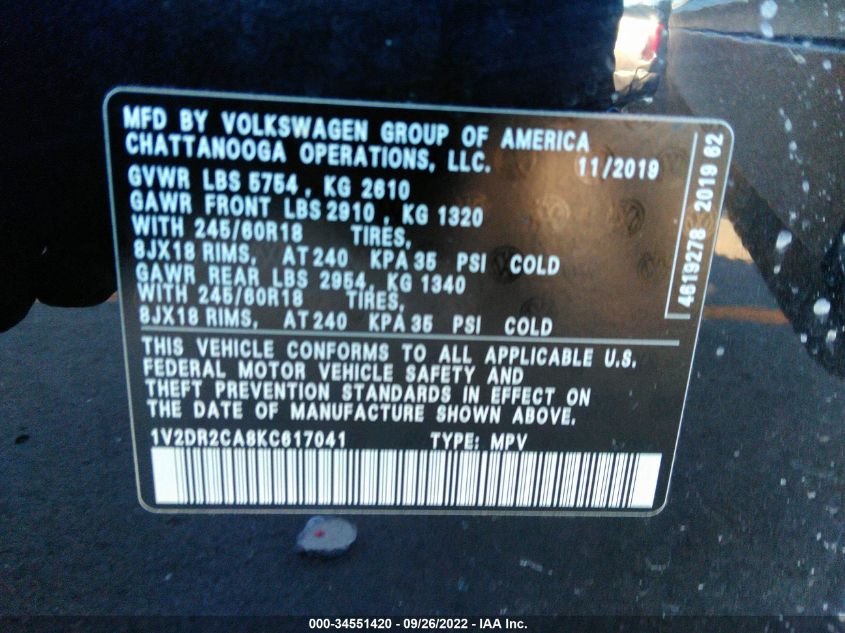 MFD BY VOLKSWAGEN GROUP OF AMERICA
CHATTANOOGA OPERATIONS, LLC. 11/2019
GVWR LBS 5754, KG 2610
GAWR FRONT LBS 2910, KG 1320
WITH 245/60R18 TIRES,
8JX18 RIMS, AT 240 KPA 35 PSI COLD
GAWR REAR LBS 2954, KG 1340
WITH 245/60R18 TIRES,
8JX18 RIMS, AT 240 KPA 35 PSI COLD
4619278 2019 62
THIS VEHICLE CONFORMS TO ALL APPLICABLE U.S.
FEDERAL MOTOR VEHICLE SAFETY AND
THEFT PREVENTION STANDARDS IN EFFECT ON
THE DATE OF MANUFACTURE SHOWN ABOVE.
1V2DR2CA8KC617041 TYPE: MPV
000-34551420 - 09/26/2022 - IAA Inc.